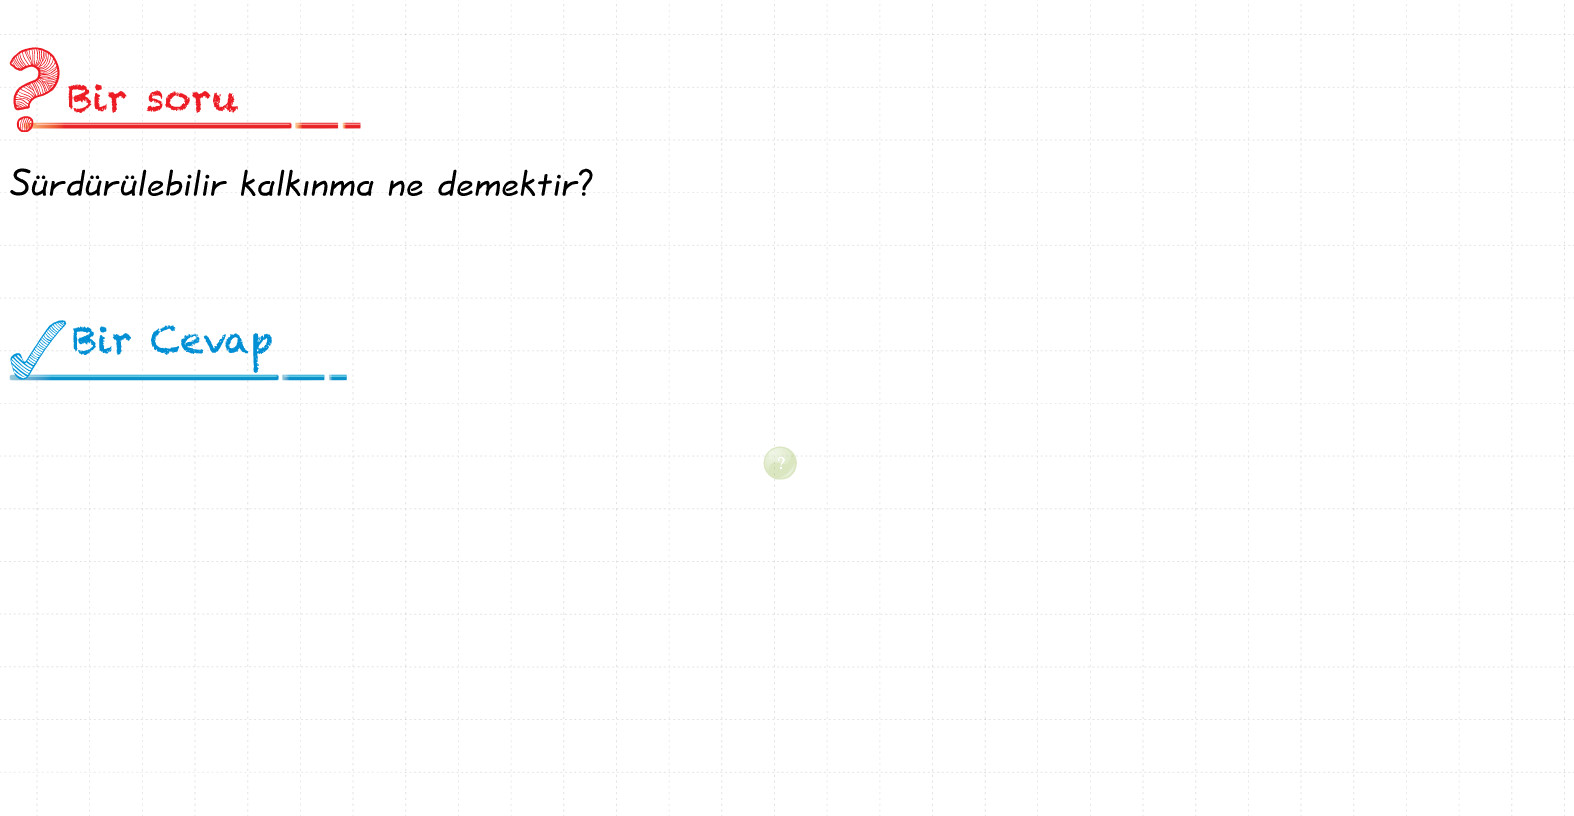 Bir soru
Sürdürülebilir kalkınma ne demektir?
Bir Cevap
?